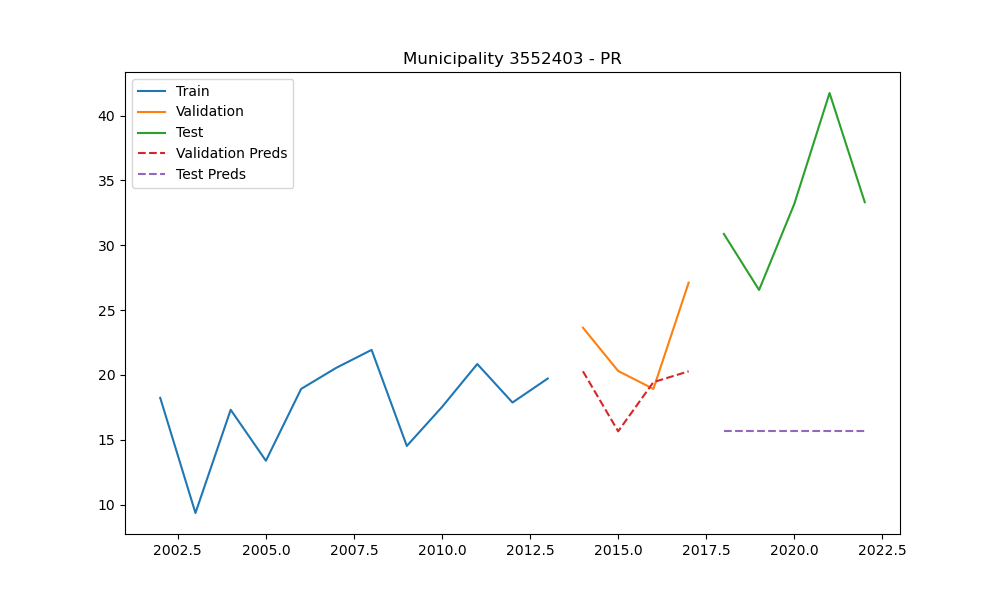 Municipality 3552403 - PR
Train
Validation
Test
Validation Preds
Test Preds
40
35
30
25
20
15
10
2002.5 2005.0 2007.5 2010.0 2012.5 2015.0 2017.5 2020.0 2022.5